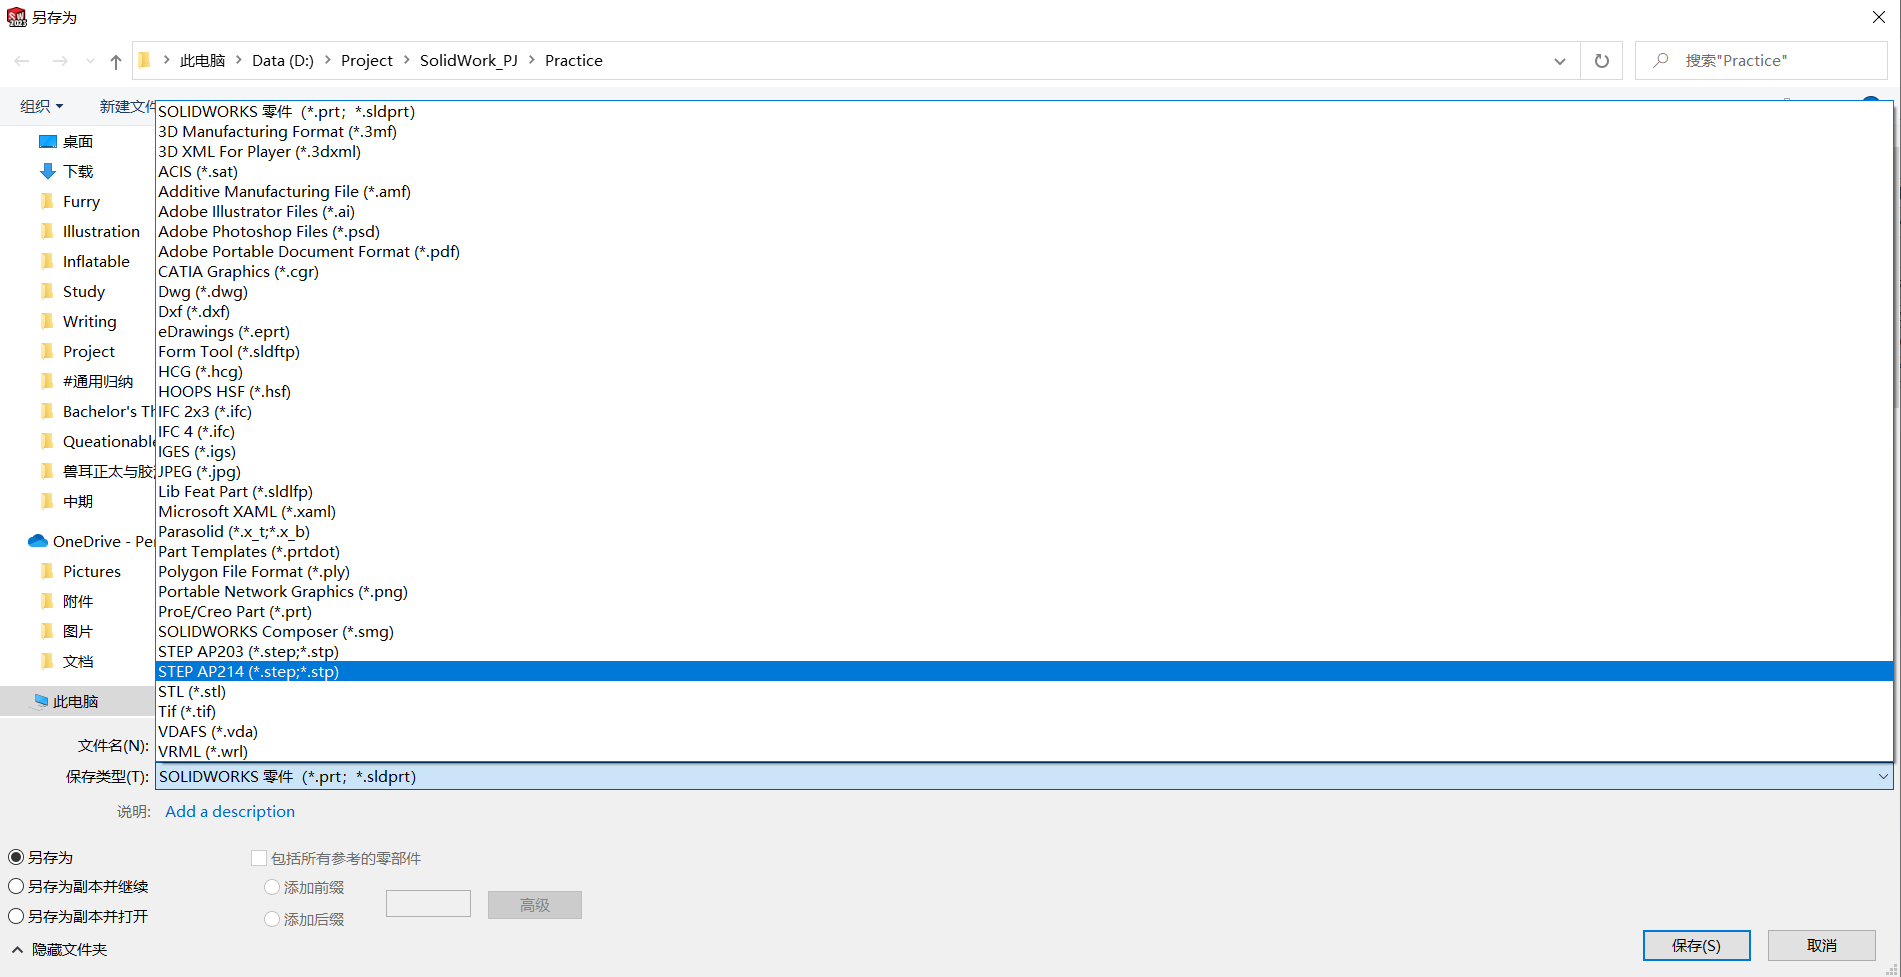 另存为
此电脑 > Data (D:) > Project > SolidWork_PJ > Practice
搜索"Practice"
组织
新建文件
SOLIDWORKS 零件 (*.prt; *.sldprt)
3D Manufacturing Format (*.3mf)
3D XML For Player (*.3dxml)
ACIS (*.sat)
Additive Manufacturing File (*.amf)
Adobe Illustrator Files (*.ai)
Adobe Photoshop Files (*.psd)
Adobe Portable Document Format (*.pdf)
CATIA Graphics (*.cgr)
Dwg (*.dwg)
Dxf (*.dxf)
eDrawings (*.eprt)
Form Tool (*.sldftp)
HCG (*.hcg)
HOOPS HSF (*.hsf)
IFC 2x3 (*.ifc)
IFC 4 (*.ifc)
IGES (*.igs)
JPEG (*.jpg)
Lib Feat Part (*.sldlfp)
Microsoft XAML (*.xaml)
Parasolid (*.x_t;*.x_b)
Part Templates (*.prtdot)
Polygon File Format (*.ply)
Portable Network Graphics (*.png)
ProE/Creo Part (*.prt)
SOLIDWORKS Composer (*.smg)
STEP AP203 (*.step;*.stp)
STEP AP214 (*.step;*.stp)
STL (*.stl)
Tif (*.tif)
VDAFS (*.vda)
VRML (*.wrl)
桌面
下载
Furry
Illustration
Inflatable
Study
Writing
Project
#通用归纳
Bachelor's Th
Queationable
兽耳正太与胶
中期
OneDrive - Per
Pictures
附件
图片
文档
此电脑
文件名(N):
保存类型(T): SOLIDWORKS 零件 (*.prt; *.sldprt)
说明: Add a description
另存为
另存为副本并继续
另存为副本并打开
包括所有参考的零部件
添加前缀
添加后缀
高级
隐藏文件夹
保存(S)
取消